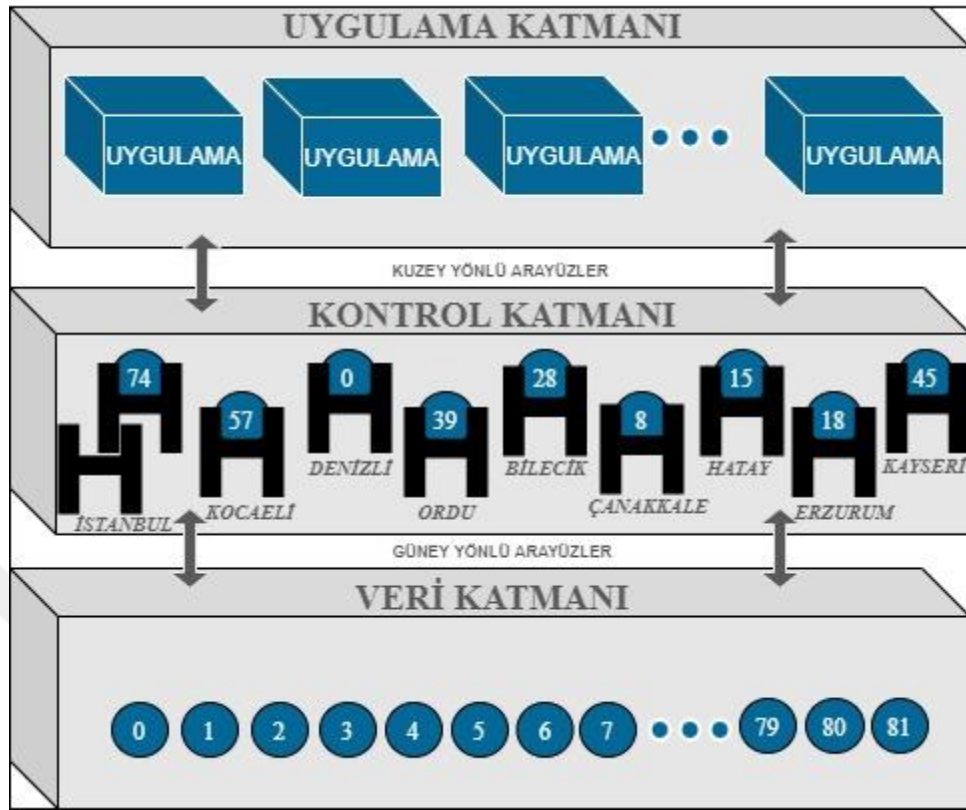 UYGULAMA KATMANI
UYGULAMA UYGULAMA UYGULAMA UYGULAMA
KUZEY YÖNLÜ ARAYÜZLER
KONTROL KATMANI
74 0 28 15 45
57 39 8 18
DENİZLİ BİLECİK HATAY KAYSERİ
İSTANBUL KOCAELİ ORDU ÇANAKKALE ERZURUM
GÜNEY YÖNLÜ ARAYÜZLER
VERİ KATMANI
0 1 2 3 4 5 6 7 79 80 81